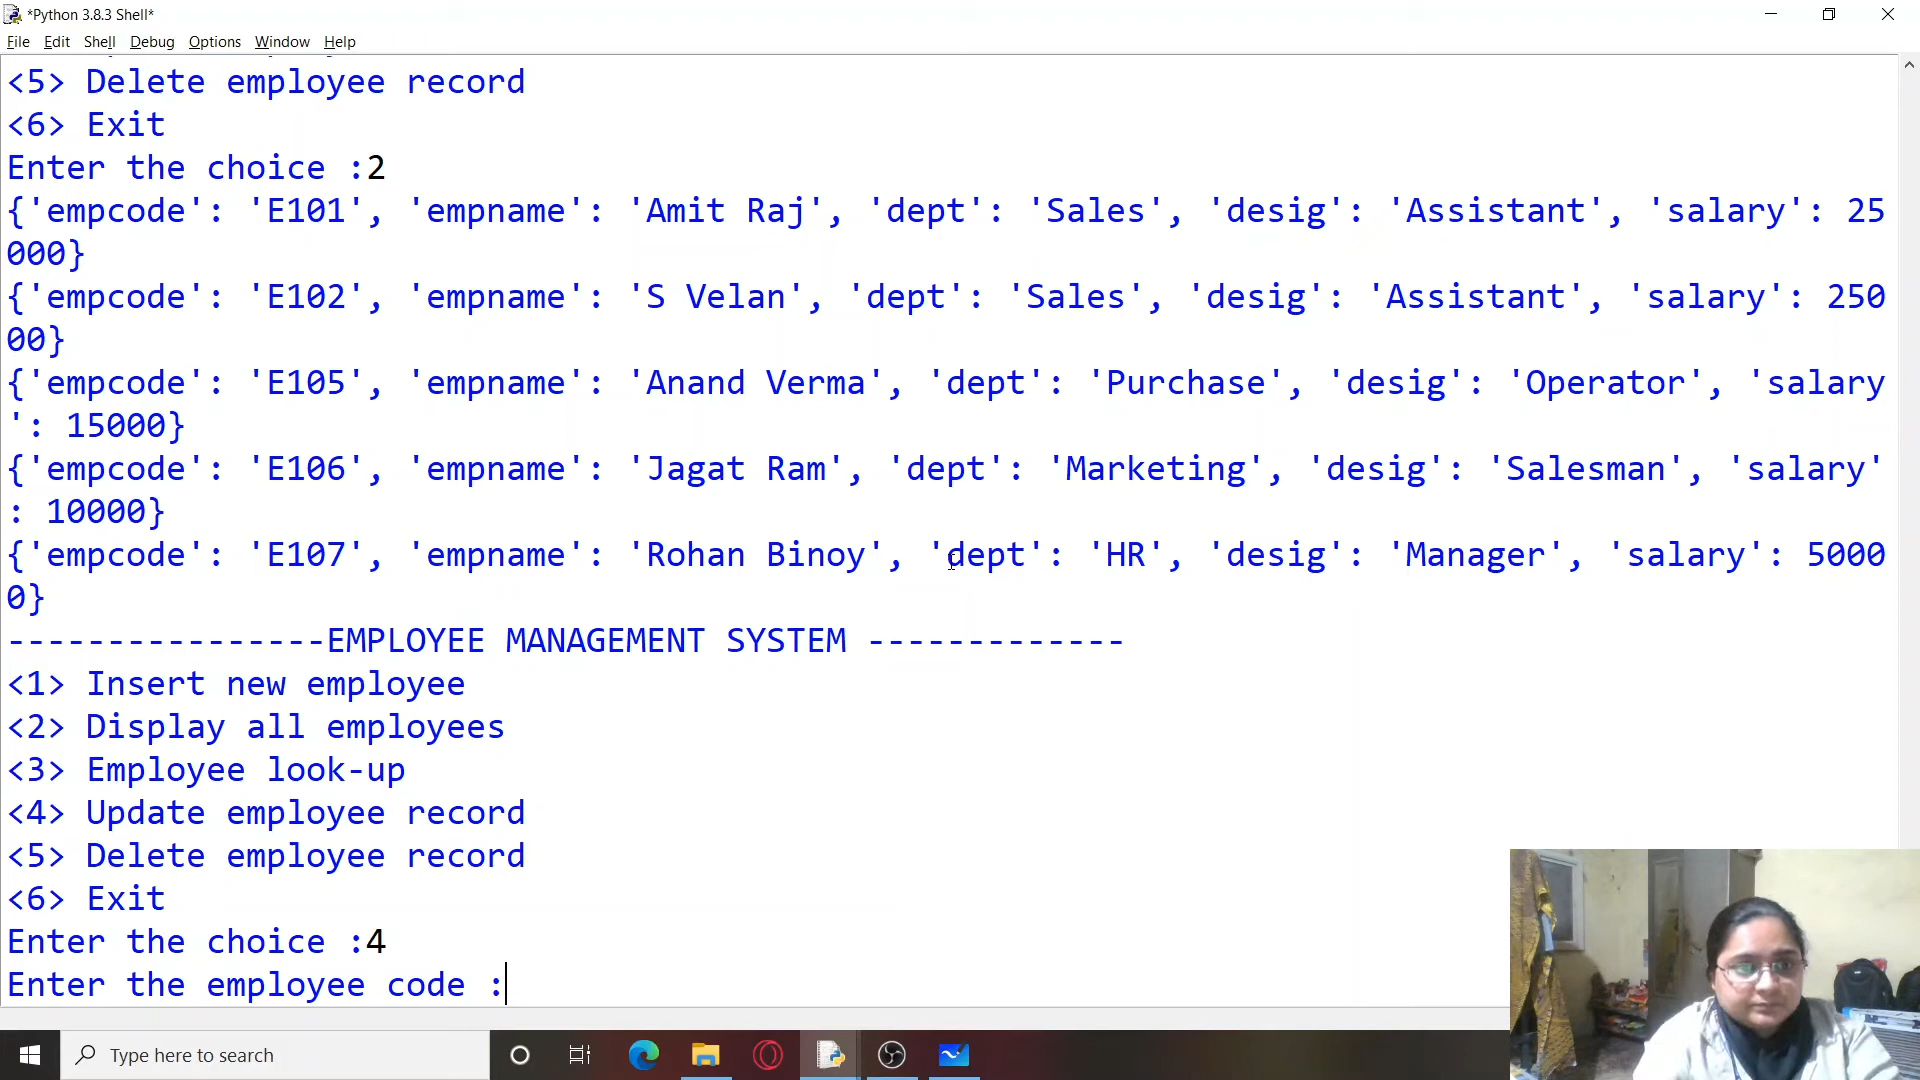 *Python 3.8.3 Shell*
File Edit Shell Debug Options Window Help
<5> Delete employee record
<6> Exit
Enter the choice :2
{'empcode': 'E101', 'empname': 'Amit Raj', 'dept': 'Sales', 'desig': 'Assistant', 'salary': 25
000}
{'empcode': 'E102', 'empname': 'S Velan', 'dept': 'Sales', 'desig': 'Assistant', 'salary': 250
00}
{'empcode': 'E105', 'empname': 'Anand Verma', 'dept': 'Purchase', 'desig': 'Operator', 'salary
': 15000}
{'empcode': 'E106', 'empname': 'Jagat Ram', 'dept': 'Marketing', 'desig': 'Salesman', 'salary'
: 10000}
{'empcode': 'E107', 'empname': 'Rohan Binoy', 'dept': 'HR', 'desig': 'Manager', 'salary': 5000
0}
----------------EMPLOYEE MANAGEMENT SYSTEM -------------
<1> Insert new employee
<2> Display all employees
<3> Employee look-up
<4> Update employee record
<5> Delete employee record
<6> Exit
Enter the choice :4
Enter the employee code :
Type here to search